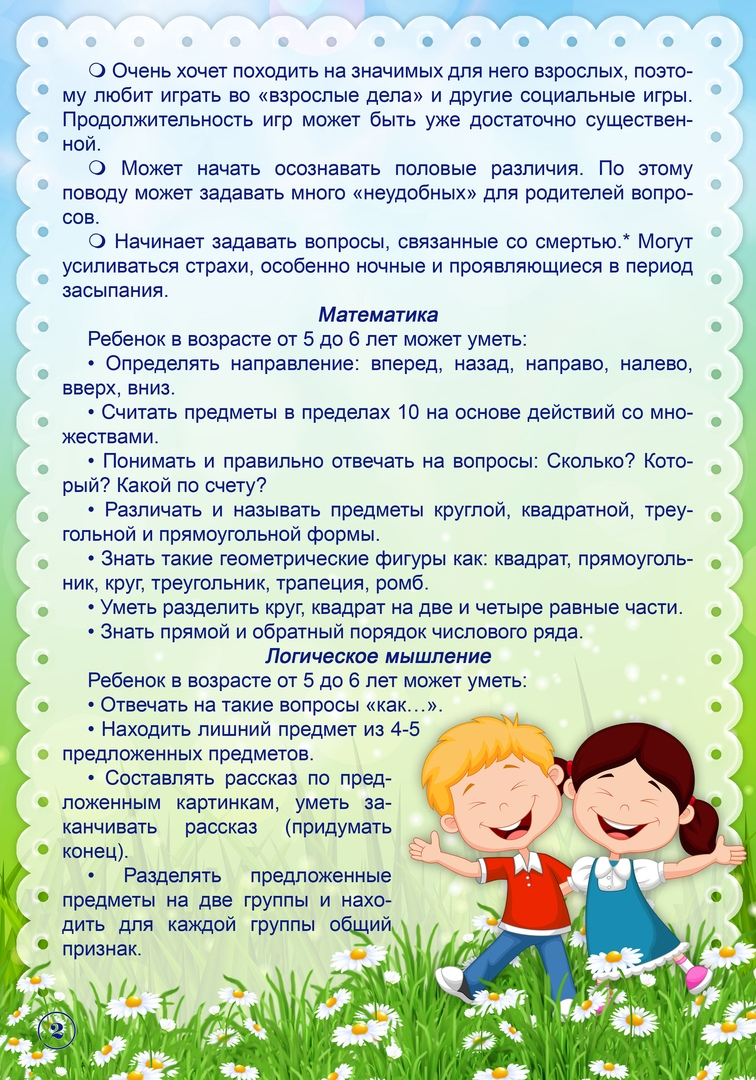 ❍ Очень хочет походить на значимых для него взрослых, поэто-
му любит играть во «взрослые дела» и другие социальные игры.
Продолжительность игр может быть уже достаточно существен-
ной.
❍ Может начать осознавать половые различия. По этому
поводу может задавать много «неудобных» для родителей вопро-
сов.
❍ Начинает задавать вопросы, связанные со смертью.* Могут
усиливаться страхи, особенно ночные и проявляющиеся в период
засыпания.
Математика
Ребенок в возрасте от 5 до 6 лет может уметь:
• Определять направление: вперед, назад, направо, налево,
вверх, вниз.
• Считать предметы в пределах 10 на основе действий со мно-
жествами.
• Понимать и правильно отвечать на вопросы: Сколько? Кото-
рый? Какой по счету?
• Различать и называть предметы круглой, квадратной, треу-
гольной и прямоугольной формы.
• Знать такие геометрические фигуры как: квадрат, прямоуголь-
ник, круг, треугольник, трапеция, ромб.
• Уметь разделить круг, квадрат на две и четыре равные части.
• Знать прямой и обратный порядок числового ряда.
Логическое мышление
Ребенок в возрасте от 5 до 6 лет может уметь:
• Отвечать на такие вопросы «как…».
• Находить лишний предмет из 4-5
предложенных предметов.
• Составлять рассказ по пред-
ложенным картинкам, уметь за-
канчивать рассказ (придумать
конец).
• Разделять предложенные
предметы на две группы и нахо-
дить для каждой группы общий
признак.
2